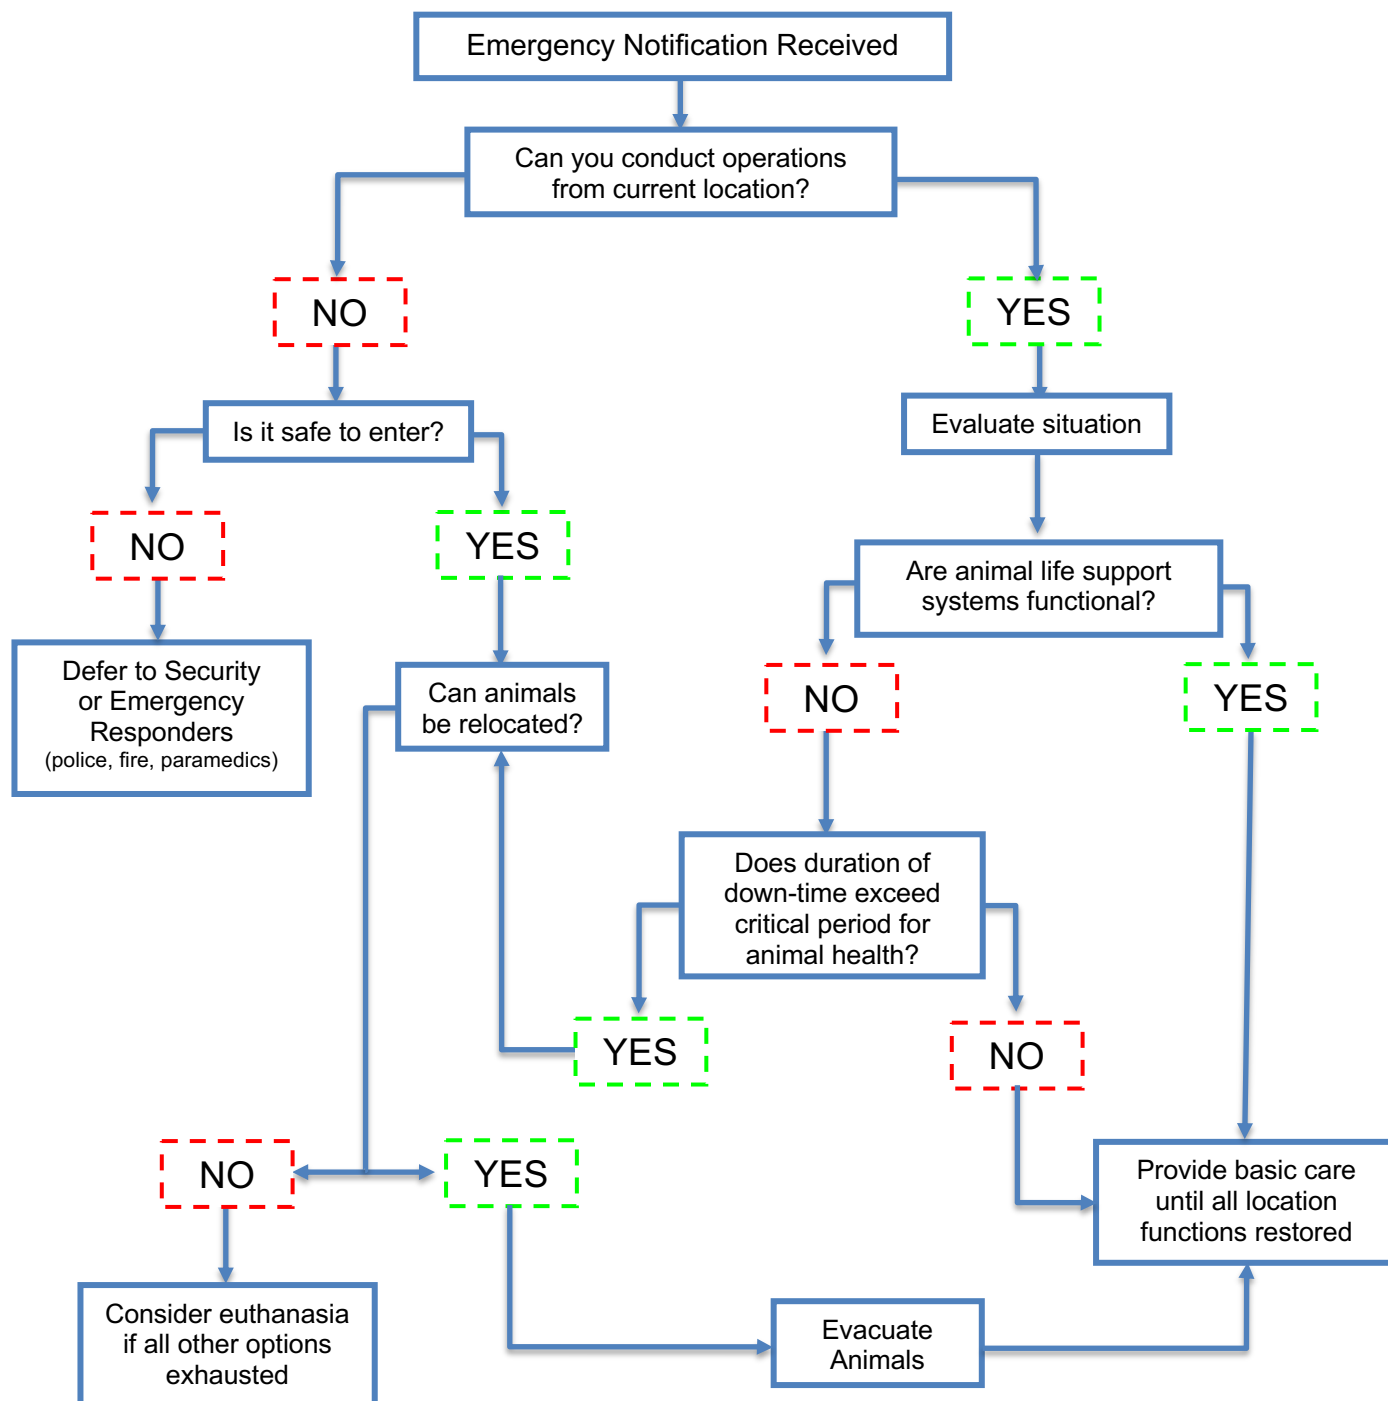 Emergency Notification Received
Can you conduct operations
from current location?
NO
YES
Is it safe to enter?
Evaluate situation
NO
YES
Are animal life support
systems functional?
Defer to Security
or Emergency
Responders
(police, fire, paramedics)
Can animals
be relocated?
NO
YES
Does duration of
down-time exceed
critical period for
animal health?
YES
NO
NO
YES
Provide basic care
until all location
functions restored
Consider euthanasia
if all other options
exhausted
Evacuate
Animals